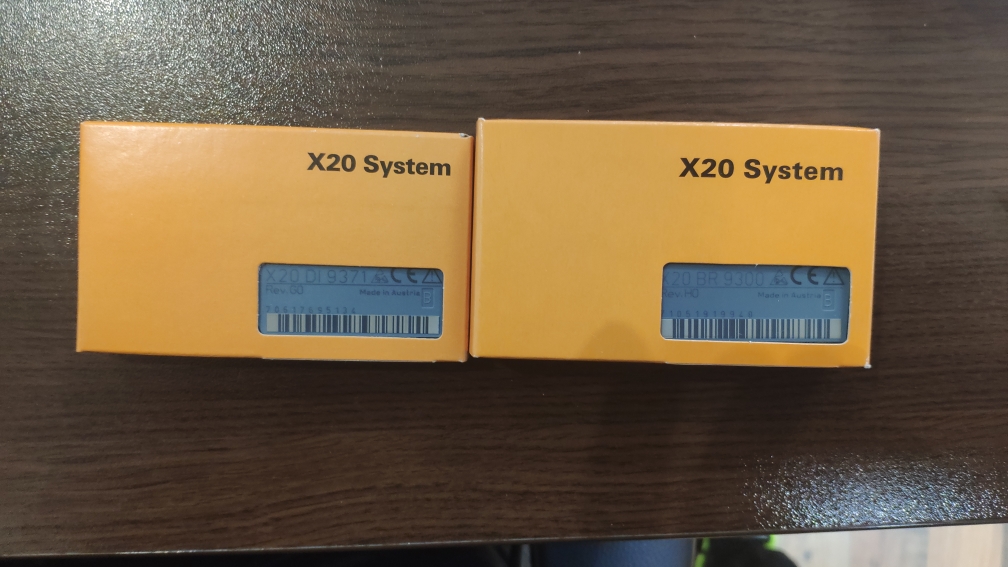 X20 System
X20 DI 9371
Rev. G0
Made in Austria
X20 System
X20 BR 9300
Rev. H0
Made in Austria